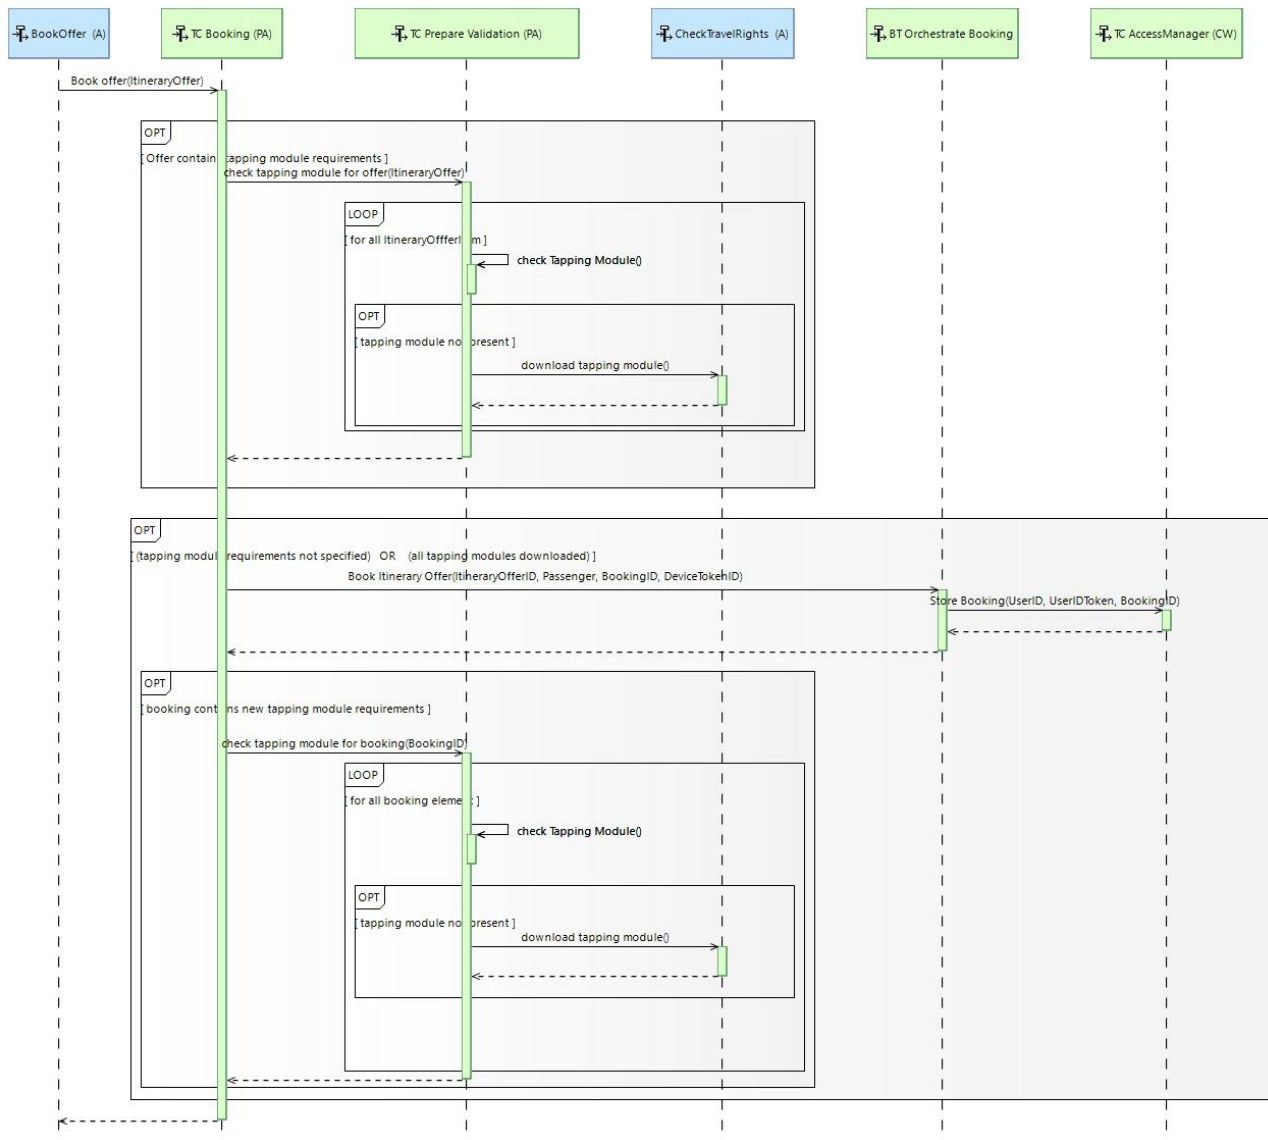 BookOffer (A)
TC Booking (PA)
TC Prepare Validation (PA)
CheckTravelRights (A)
BT Orchestrate Booking
TC AccessManager (CW)
Book offer(ItineraryOffer)
OPT
[ Offer contain tapping module requirements ]
check tapping module for offer(ItineraryOffer)
LOOP
[ for all ItineraryOffferI m ]
check Tapping Module()
OPT
[ tapping module no present ]
download tapping module()
OPT
[ (tapping modul requirements not specified) OR (all tapping modules downloaded) ]
Book Itinerary Offer(ItineraryOfferID, Passenger, BookingID, DeviceTokenID)
Store Booking(UserID, UserIDToken, BookingID)
OPT
[ booking cont ns new tapping module requirements ]
check tapping module for booking(BookingID)
LOOP
[ for all booking element ]
check Tapping Module()
OPT
[ tapping module no present ]
download tapping module()